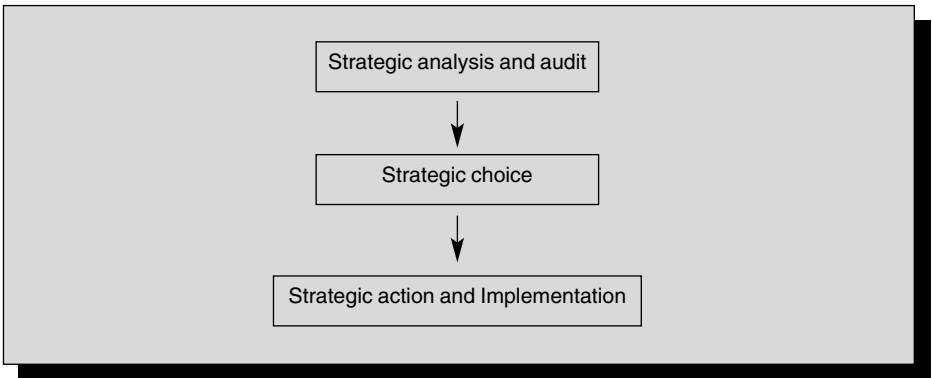 Strategic analysis and audit
Strategic choice
Strategic action and Implementation